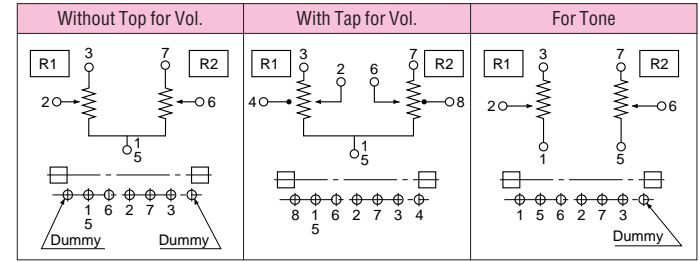 Without Top for Vol.
With Tap for Vol.
For Tone
R1 3 7 R2
2 6
1
5
1 6 2 7 3
5
Dummy Dummy
R1 3 2 6 7 R2
4 8
1
5
8 1 6 2 7 3 4
5
R1 3 7 R2
2 6
1 5
1 5 6 2 7 3
Dummy